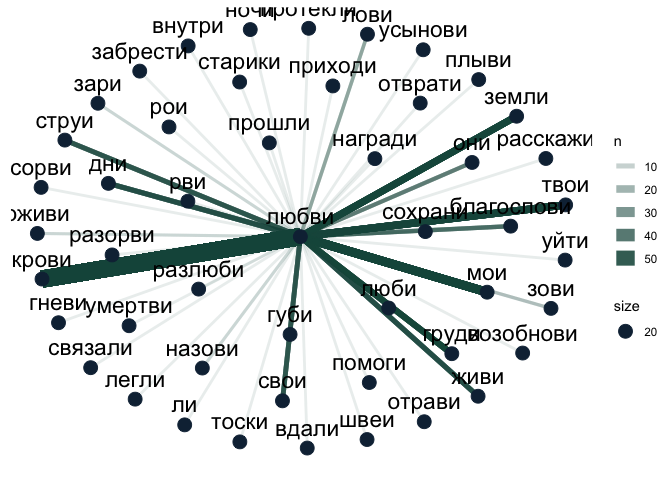 ночи
протекли
лови
внутри
усынови
забрести
старики
приходи
плыви
зари
отврати
земли
рои
струи
прошли
награди
они
расскажи
n
10
сорви
дни
рви
твои
20
любви
сохрани
благослови
30
оживи
разорви
уйти
40
крови
разлюби
мои
50
люби
зови
гневи
умертви
губи
size
груди
возобнови
20
связали
назови
помоги
живи
легли
свои
ли
отрави
тоски
вдали
швеи